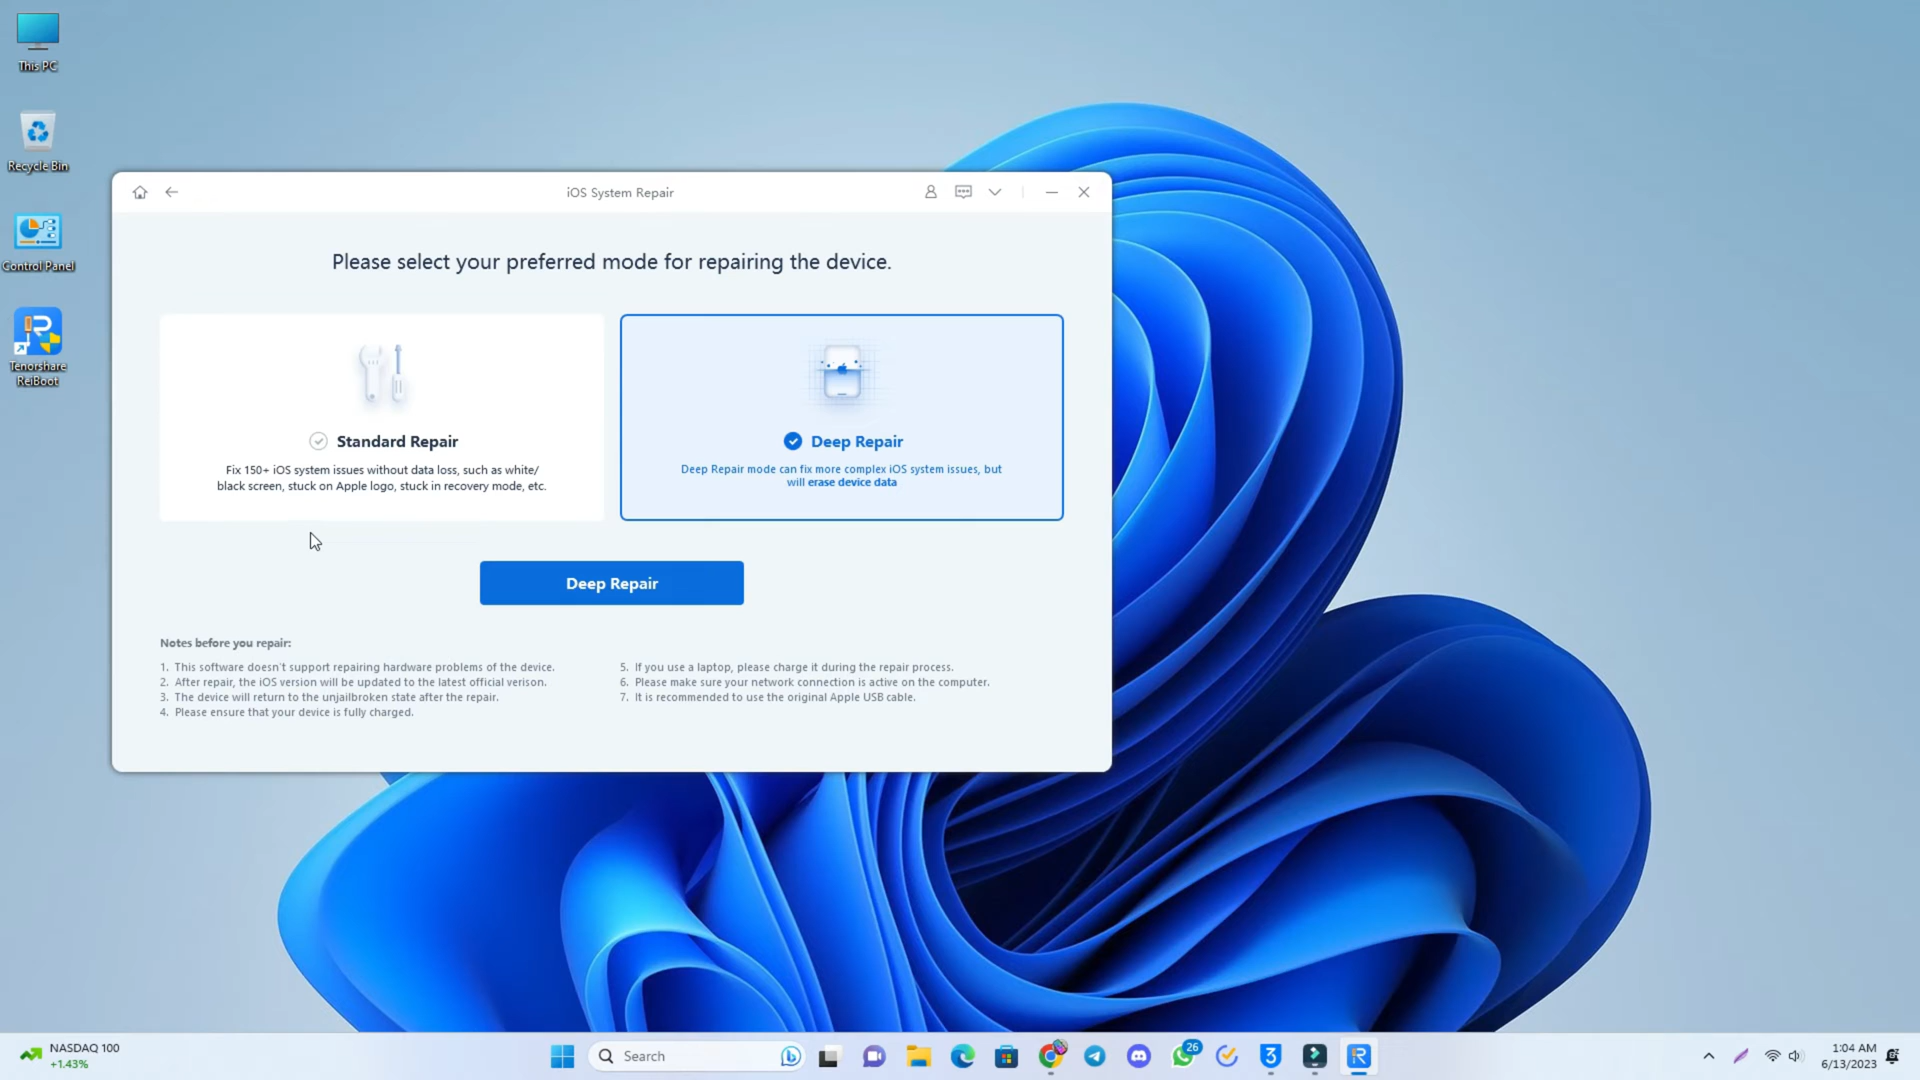 This PC
Recycle Bin
Control Panel
Tenorshare
ReiBoot
iOS System Repair
Please select your preferred mode for repairing the device.
Standard Repair
Fix 150+ iOS system issues without data loss, such as white/
black screen, stuck on Apple logo, stuck in recovery mode, etc.
Deep Repair
Deep Repair mode can fix more complex iOS system issues, but
will erase device data
Deep Repair
Notes before you repair:
1. This software doesn't support repairing hardware problems of the device.
2. After repair, the iOS version will be updated to the latest official verison.
3. The device will return to the unjailbroken state after the repair.
4. Please ensure that your device is fully charged.
5. If you use a laptop, please charge it during the repair process.
6. Please make sure your network connection is active on the computer.
7. It is recommended to use the original Apple USB cable.
NASDAQ 100
+1.43%
Search
26
3
R
1:04 AM
6/13/2023